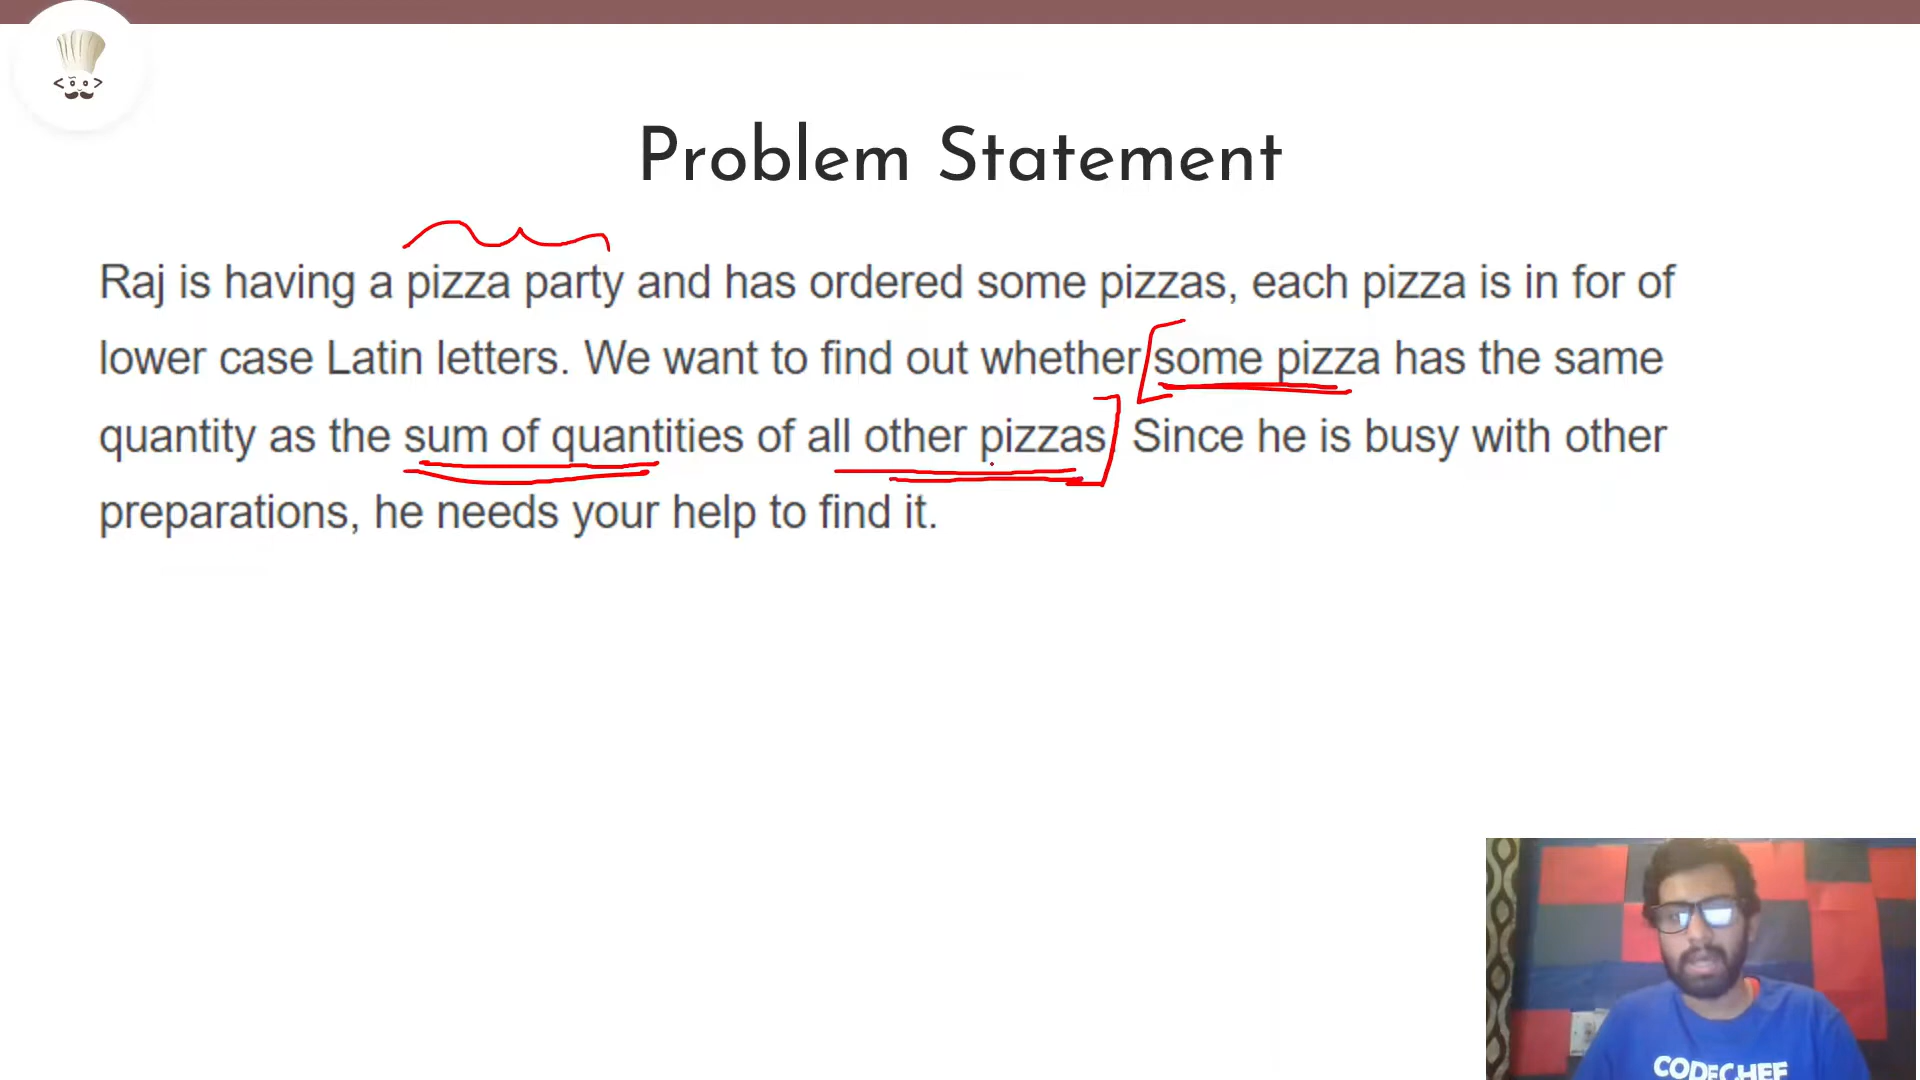 Problem Statement
Raj is having a pizza party and has ordered some pizzas, each pizza is in for of
lower case Latin letters. We want to find out whether some pizza has the same
quantity as the sum of quantities of all other pizzas. Since he is busy with other
preparations, he needs your help to find it.
CODECHEF